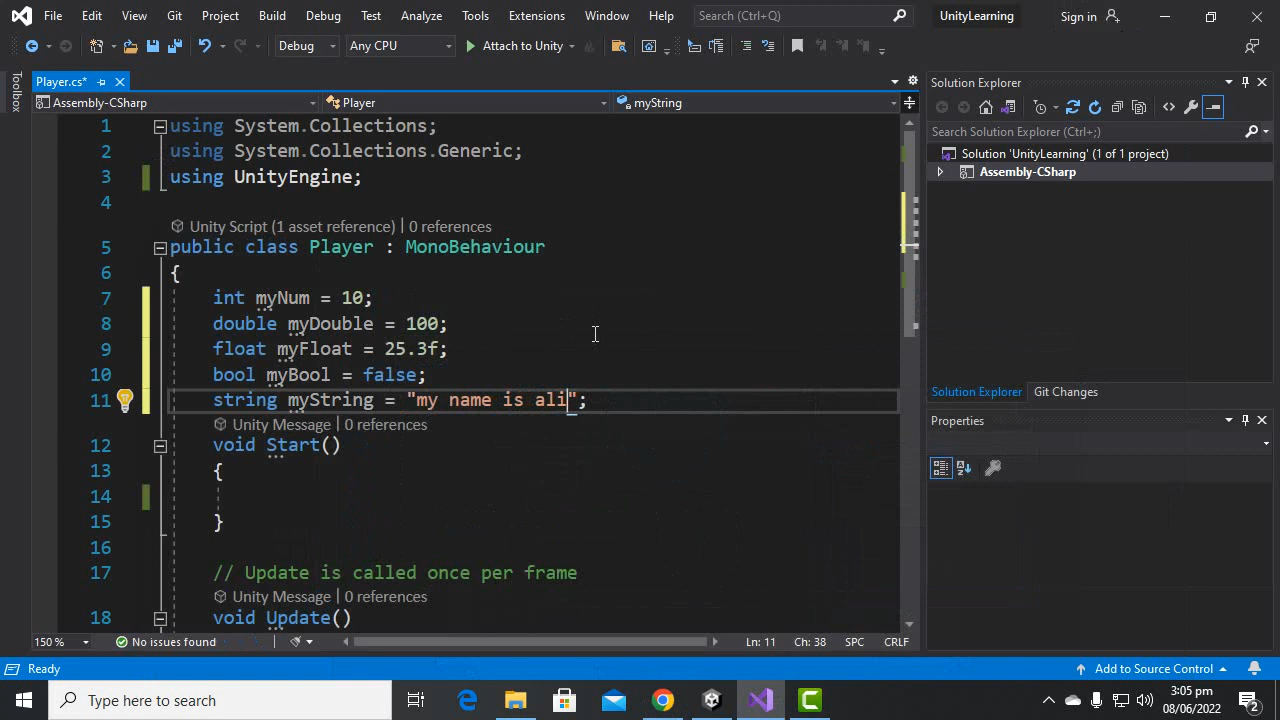 File Edit View Git Project Build Debug Test Analyze Tools Extensions Window Help Search (Ctrl+Q) UnityLearning Sign in
Debug Any CPU Attach to Unity
Toolbox
Player.cs*
Assembly-CSharp Player myString
1 using System.Collections;
2 using System.Collections.Generic;
3 using UnityEngine;
4
Unity Script (1 asset reference) | 0 references
5 public class Player : MonoBehaviour
6 {
7 int myNum = 10;
8 double myDouble = 100;
9 float myFloat = 25.3f;
10 bool myBool = false;
11 string myString = "my name is ali";
Unity Message | 0 references
12 void Start()
13 {
14
15 }
16
17 // Update is called once per frame
Unity Message | 0 references
18 void Update()
150 % No issues found Ln: 11 Ch: 38 SPC CRLF
Solution Explorer
Search Solution Explorer (Ctrl+;)
Solution 'UnityLearning' (1 of 1 project)
Assembly-CSharp
Solution Explorer Git Changes
Properties
Ready Add to Source Control
Type here to search
3:05 pm
08/06/2022
2